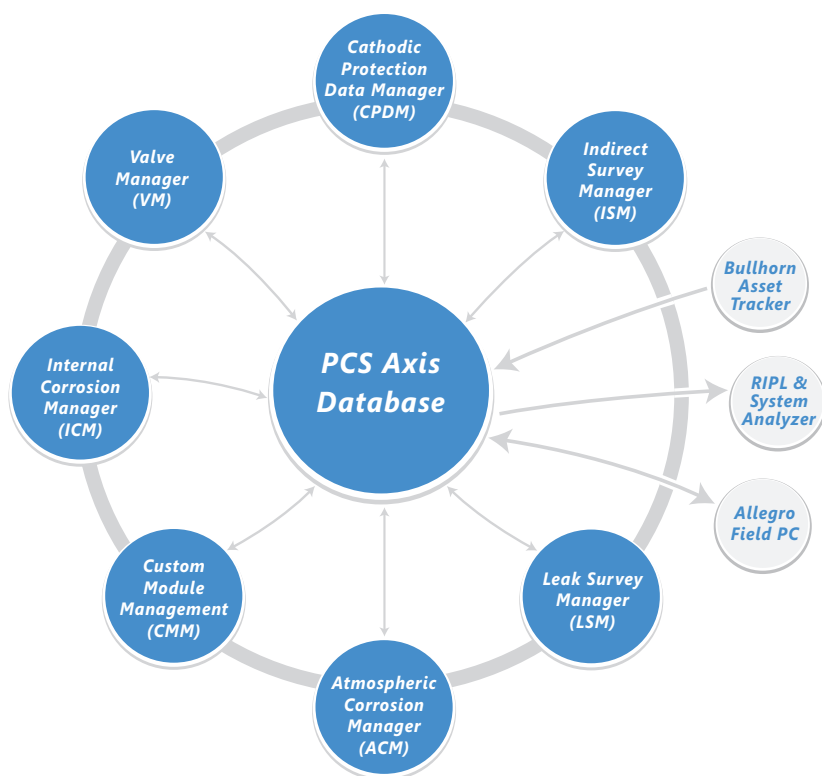 Cathodic
Protection
Data Manager
(CPDM)
Valve
Manager
(VM)
Indirect
Survey
Manager
(ISM)
Bullhorn
Asset
Tracker
PCS Axis
Database
Internal
Corrosion
Manager
(ICM)
RIPL &
System
Analyzer
Allegro
Field PC
Custom
Module
Management
(CMM)
Leak Survey
Manager
(LSM)
Atmospheric
Corrosion
Manager
(ACM)